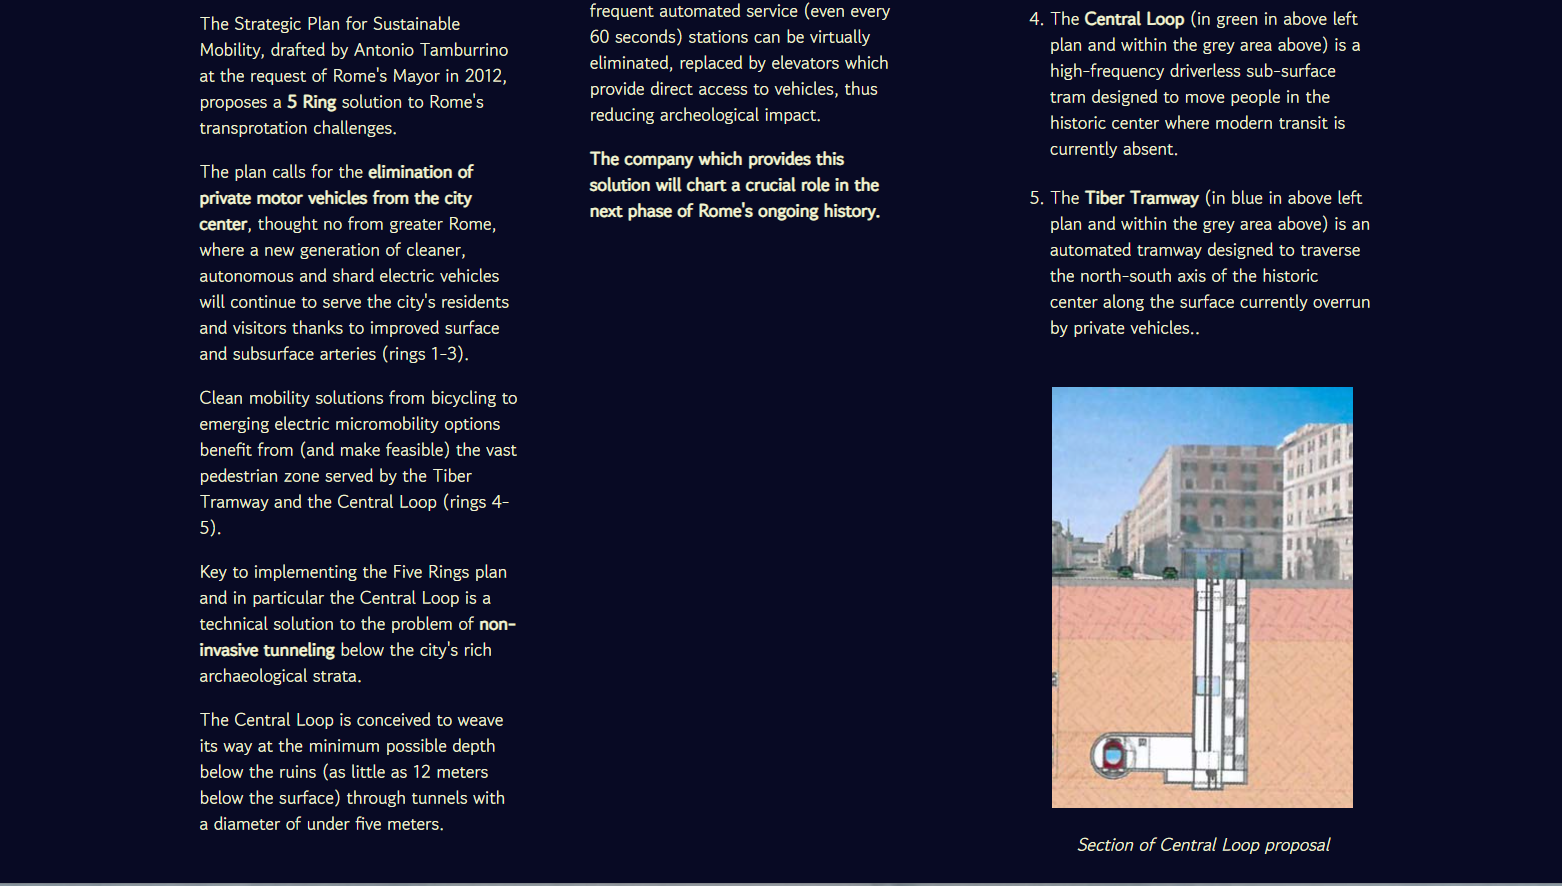 The Strategic Plan for Sustainable
Mobility, drafted by Antonio Tamburrino
at the request of Rome's Mayor in 2012,
proposes a 5 Ring solution to Rome's
transprotation challenges.
The plan calls for the elimination of
private motor vehicles from the city
center, thought no from greater Rome,
where a new generation of cleaner,
autonomous and shard electric vehicles
will continue to serve the city's residents
and visitors thanks to improved surface
and subsurface arteries (rings 1-3).
Clean mobility solutions from bicycling to
emerging electric micromobility options
benefit from (and make feasible) the vast
pedestrian zone served by the Tiber
Tramway and the Central Loop (rings 4-
5).
Key to implementing the Five Rings plan
and in particular the Central Loop is a
technical solution to the problem of non-
invasive tunneling below the city's rich
archaeological strata.
The Central Loop is conceived to weave
its way at the minimum possible depth
below the ruins (as little as 12 meters
below the surface) through tunnels with
a diameter of under five meters.
frequent automated service (even every
60 seconds) stations can be virtually
eliminated, replaced by elevators which
provide direct access to vehicles, thus
reducing archeological impact.
The company which provides this
solution will chart a crucial role in the
next phase of Rome's ongoing history.
4. The Central Loop (in green in above left
plan and within the grey area above) is a
high-frequency driverless sub-surface
tram designed to move people in the
historic center where modern transit is
currently absent.
5. The Tiber Tramway (in blue in above left
plan and within the grey area above) is an
automated tramway designed to traverse
the north-south axis of the historic
center along the surface currently overrun
by private vehicles..
Section of Central Loop proposal